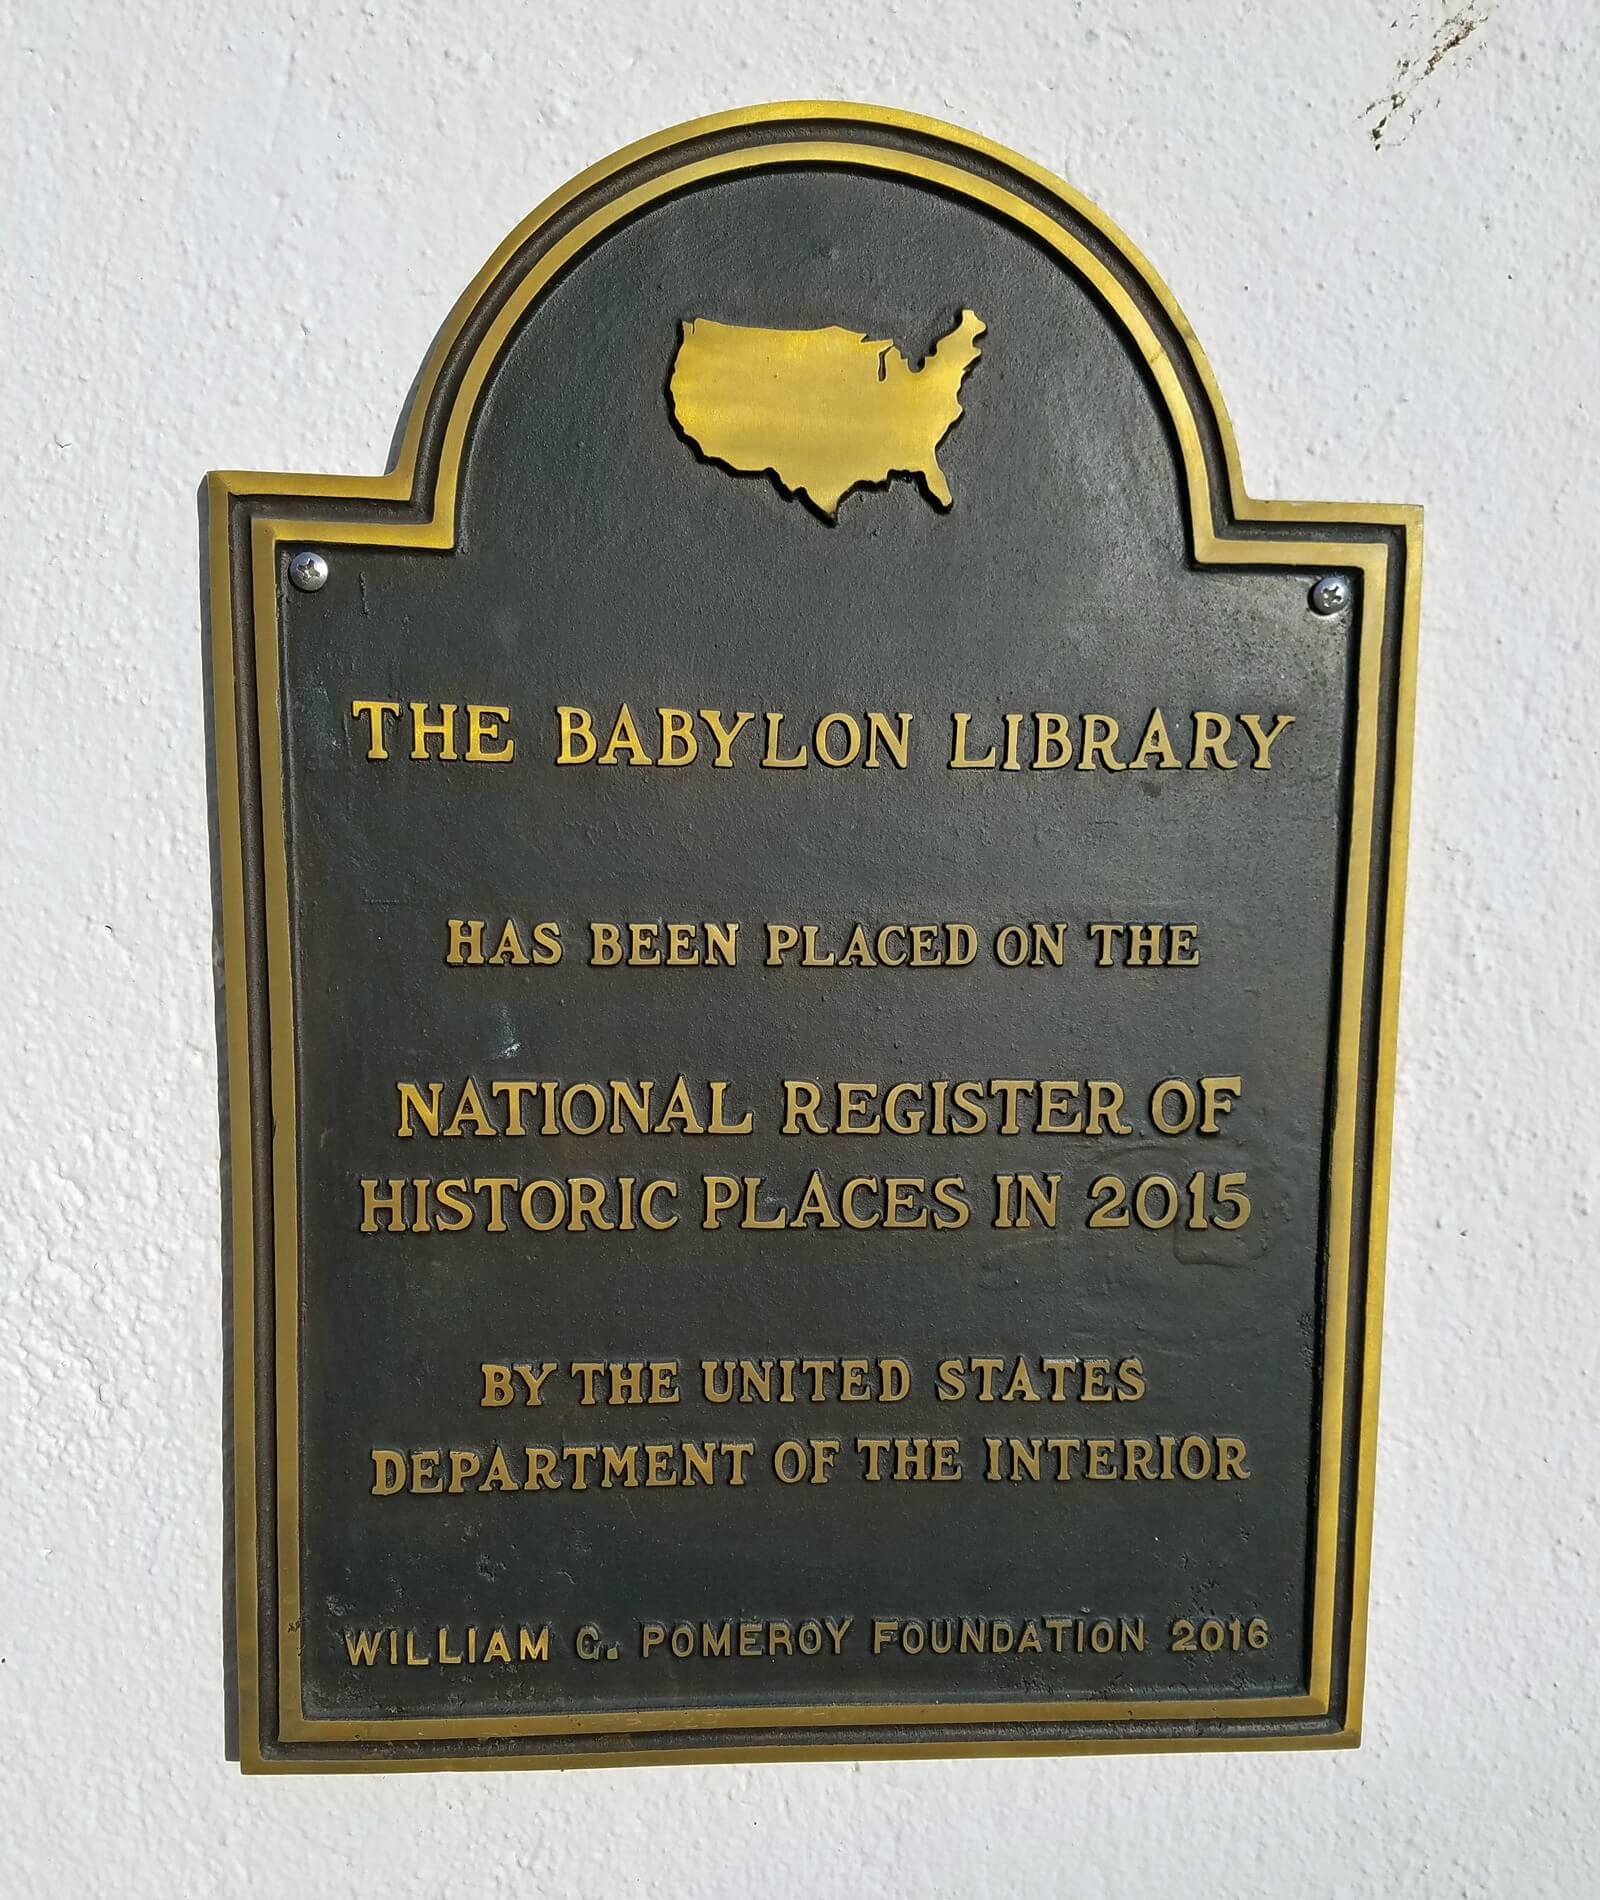 THE BABYLON LIBRARY
HAS BEEN PLACED ON THE
NATIONAL REGISTER OF
HISTORIC PLACES IN 2015
BY THE UNITED STATES
DEPARTMENT OF THE INTERIOR
WILLIAM G. POMEROY FOUNDATION 2016